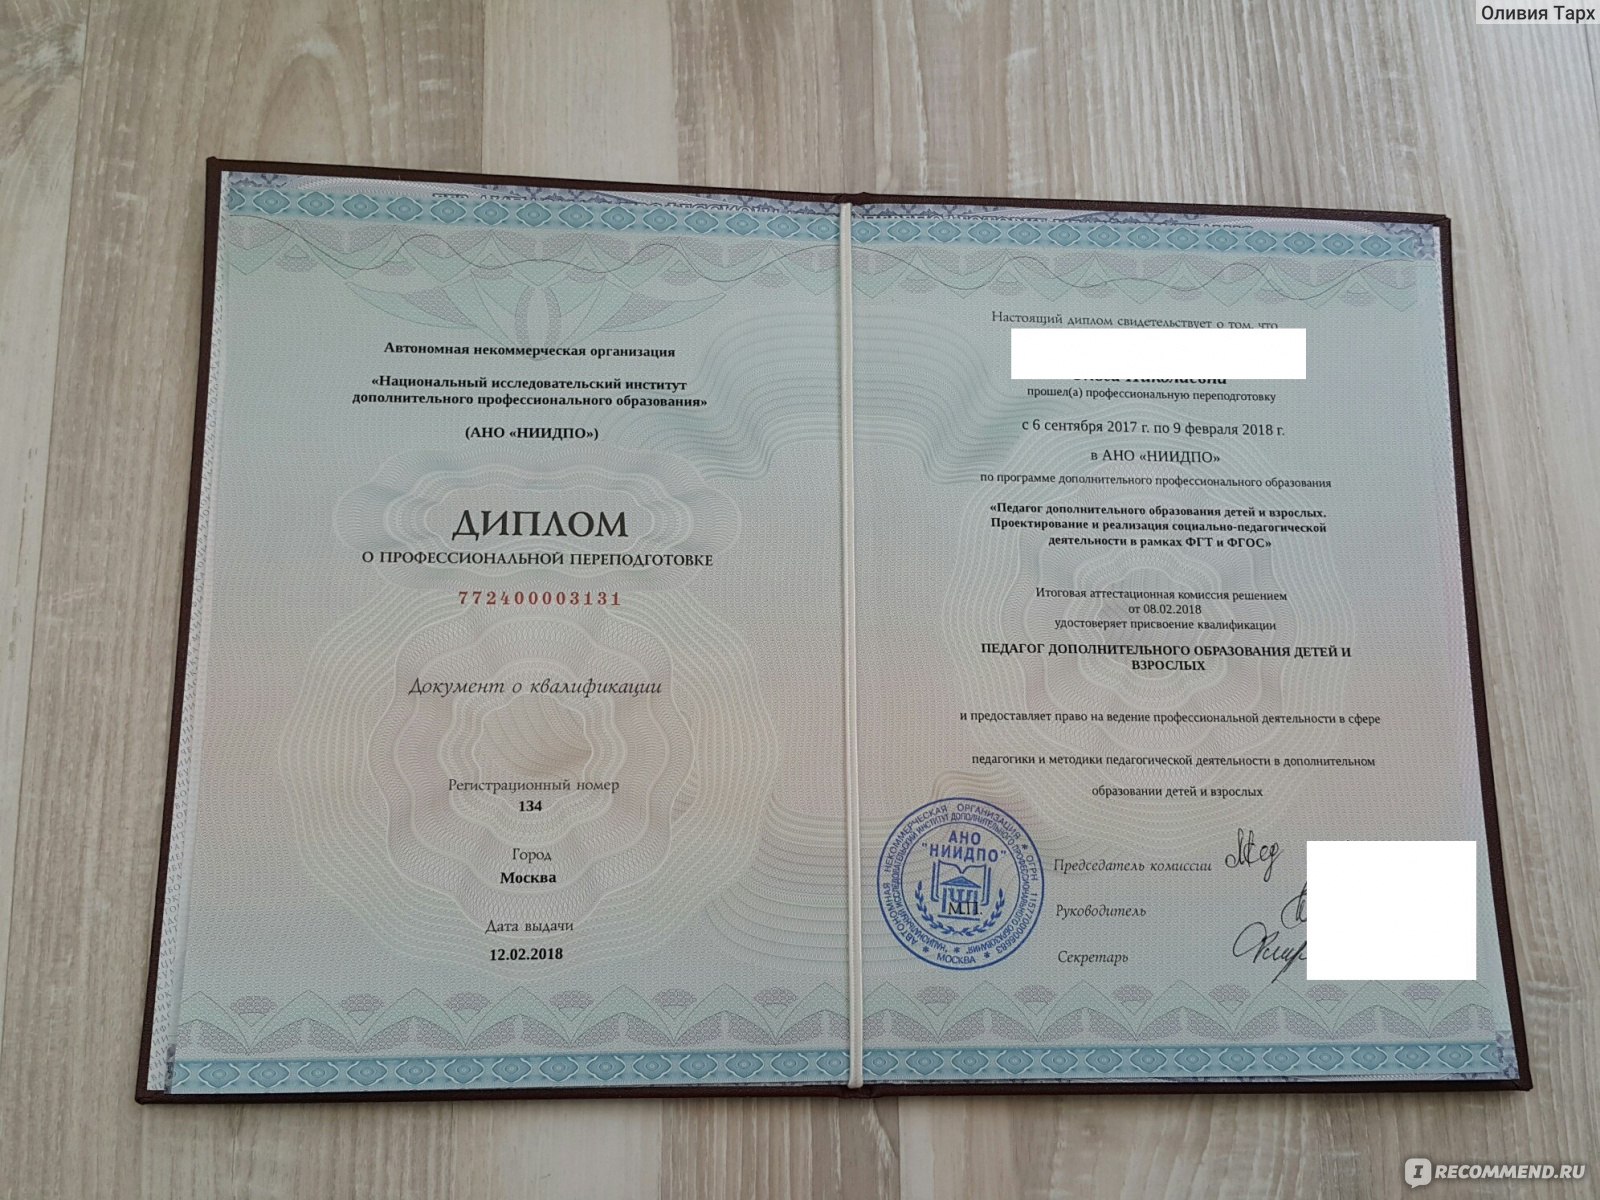 Оливия Тарх
Автономная некоммерческая организация
«Национальный исследовательский институт
дополнительного профессионального образования»
(АНО «НИИДПО»)
ДИПЛОМ
О ПРОФЕССИОНАЛЬНОЙ ПЕРЕПОДГОТОВКЕ
772400003131
Документ о квалификации
Регистрационный номер
134
Город
Москва
Дата выдачи
12.02.2018
Настоящий диплом свидетельствует о том, что
прошел(а) профессиональную переподготовку
с 6 сентября 2017 г. по 9 февраля 2018 г.
в АНО «НИИДПО»
по программе дополнительного профессионального образования
«Педагог дополнительного образования детей и взрослых.
Проектирование и реализация социально-педагогической
деятельности в рамках ФГТ и ФГОС»
Итоговая аттестационная комиссия решением
от 08.02.2018
удостоверяет присвоение квалификации
ПЕДАГОГ ДОПОЛНИТЕЛЬНОГО ОБРАЗОВАНИЯ ДЕТЕЙ И
ВЗРОСЛЫХ
и предоставляет право на ведение профессиональной деятельности в сфере
педагогики и методики педагогической деятельности в дополнительном
образовании детей и взрослых
АНО
"НИИДПО"
М.П.
АВТОНОМНАЯ НЕКОММЕРЧЕСКАЯ ОРГАНИЗАЦИЯ
МОСКВА
Председатель комиссии
Руководитель
Секретарь
IRECOMMEND.RU